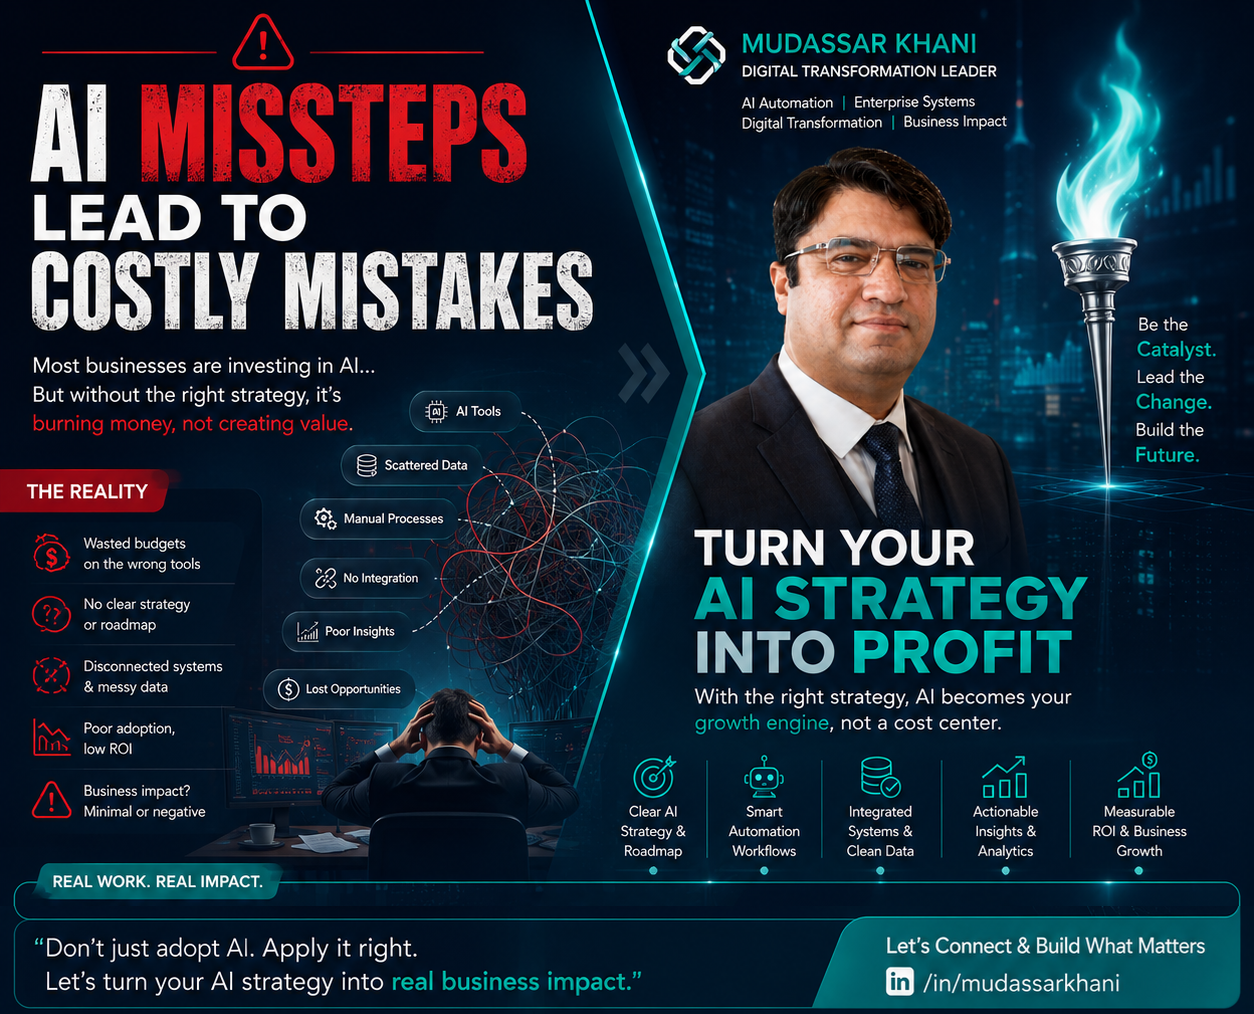 AI MISSTEPS
LEAD TO
COSTLY MISTAKES
Most businesses are investing in AI...
But without the right strategy, it's
burning money, not creating value.
THE REALITY
Wasted budgets
on the wrong tools
No clear strategy
or roadmap
Disconnected systems
& messy data
Poor adoption,
low ROI
Business impact?
Minimal or negative
AI Tools
Scattered Data
Manual Processes
No Integration
Poor Insights
Lost Opportunities
MUDASSAR KHANI
DIGITAL TRANSFORMATION LEADER
AI Automation | Enterprise Systems
Digital Transformation | Business Impact
Be the
Catalyst.
Lead the
Change.
Build the
Future.
TURN YOUR
AI STRATEGY
INTO PROFIT
With the right strategy, AI becomes your
growth engine, not a cost center.
Clear AI
Strategy &
Roadmap
Smart
Automation
Workflows
Integrated
Systems &
Clean Data
Actionable
Insights &
Analytics
Measurable
ROI & Business
Growth
REAL WORK. REAL IMPACT.
“Don't just adopt AI. Apply it right.
Let's turn your AI strategy into real business impact.”
Let's Connect & Build What Matters
in /in/mudassarkhani